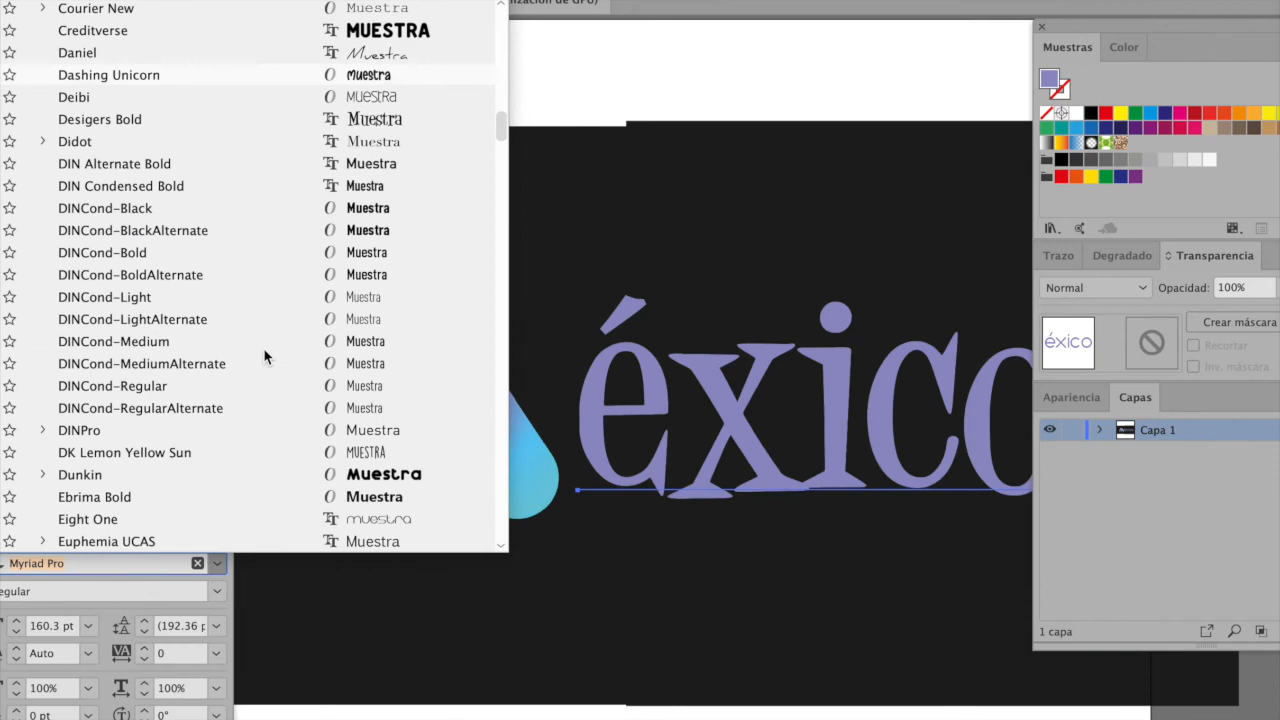 lización de GPU)
Courier New Muestra
Creditverse MUESTRA
Daniel Muestra
Dashing Unicorn Muestra
Deibi Muestra
Desigers Bold Muestra
Didot Muestra
DIN Alternate Bold Muestra
DIN Condensed Bold Muestra
DINCond-Black Muestra
DINCond-BlackAlternate Muestra
DINCond-Bold Muestra
DINCond-BoldAlternate Muestra
DINCond-Light Muestra
DINCond-LightAlternate Muestra
DINCond-Medium Muestra
DINCond-MediumAlternate Muestra
DINCond-Regular Muestra
DINCond-RegularAlternate Muestra
DINPro Muestra
DK Lemon Yellow Sun MUESTRA
Dunkin Muestra
Ebrima Bold Muestra
Eight One muestra
Euphemia UCAS Muestra
Myriad Pro
egular
160.3 pt (192.36 p
Auto 0
100% 100%
0 pt 0°
éxico
Muestras Color
Trazo Degradado Transparencia
Normal Opacidad: 100%
éxico
Crear máscara
Recortar
Inv. máscara
Apariencia Capas
Capa 1
1 capa